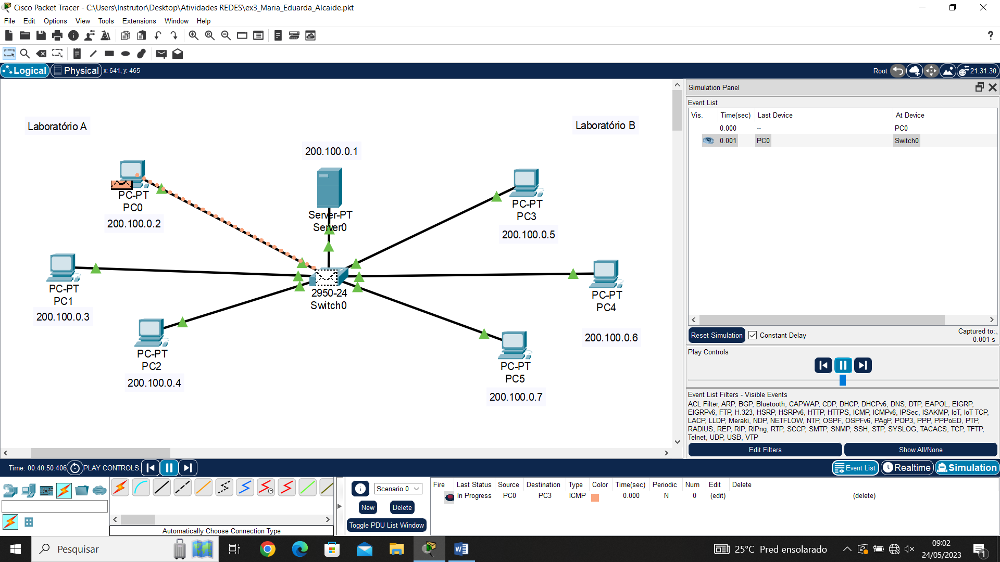 Cisco Packet Tracer - C:\Users\Instrutor\Desktop\Atividades REDES\ex3_Maria_Eduarda_Alcaide.pkt
File Edit Options View Tools Extensions Window Help
?
Logical Physical x: 641, y: 465 Root 21:31:30
Simulation Panel
Event List
Vis. Time(sec) Last Device At Device
0.000 -- PC0
0.001 PC0 Switch0
Laboratório A
Laboratório B
200.100.0.1
PC-PT
PC0
200.100.0.2
Server-PT
Server0
PC-PT
PC3
200.100.0.5
PC-PT
PC1
200.100.0.3
2950-24
Switch0
PC-PT
PC4
200.100.0.6
PC-PT
PC2
200.100.0.4
PC-PT
PC5
200.100.0.7
Reset Simulation Constant Delay Captured to:
0.001 s
Play Controls
Event List Filters - Visible Events
ACL Filter, ARP, BGP, Bluetooth, CAPWAP, CDP, DHCP, DHCPv6, DNS, DTP, EAPOL, EIGRP,
EIGRPv6, FTP, H.323, HSRP, HSRPv6, HTTP, HTTPS, ICMP, ICMPv6, IPSec, ISAKMP, IoT, IoT TCP,
LACP, LLDP, Meraki, NDP, NETFLOW, NTP, OSPF, OSPFv6, PAgP, POP3, PPP, PPPoED, PTP,
RADIUS, REP, RIP, RIPng, RTP, SCCP, SMTP, SNMP, SSH, STP, SYSLOG, TACACS, TCP, TFTP,
Telnet, UDP, USB, VTP
Edit Filters Show All/None
Time: 00:40:50.406 PLAY CONTROLS: Event List Realtime Simulation
Scenario 0
New Delete
Toggle PDU List Window
Fire Last Status Source Destination Type Color Time(sec) Periodic Num Edit Delete
In Progress PC0 PC3 ICMP 0.000 N 0 (edit) (delete)
Automatically Choose Connection Type
Pesquisar 25°C Pred ensolarado 09:02
24/05/2023
1